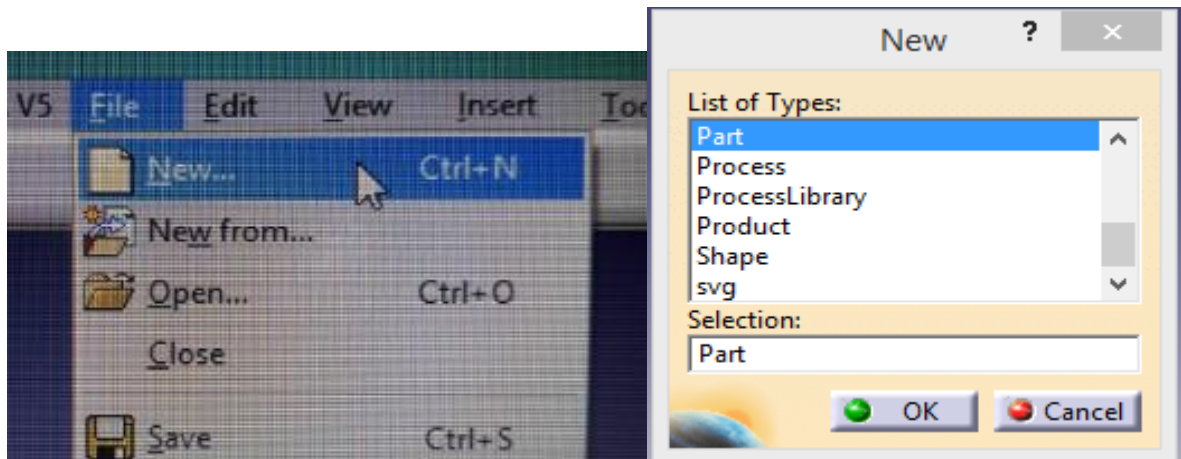 V5 File Edit View Insert
New... Ctrl+N
New from...
Open... Ctrl+O
Close
Save Ctrl+S
New ?
List of Types:
Part
Process
ProcessLibrary
Product
Shape
svg
Selection:
Part
OK Cancel